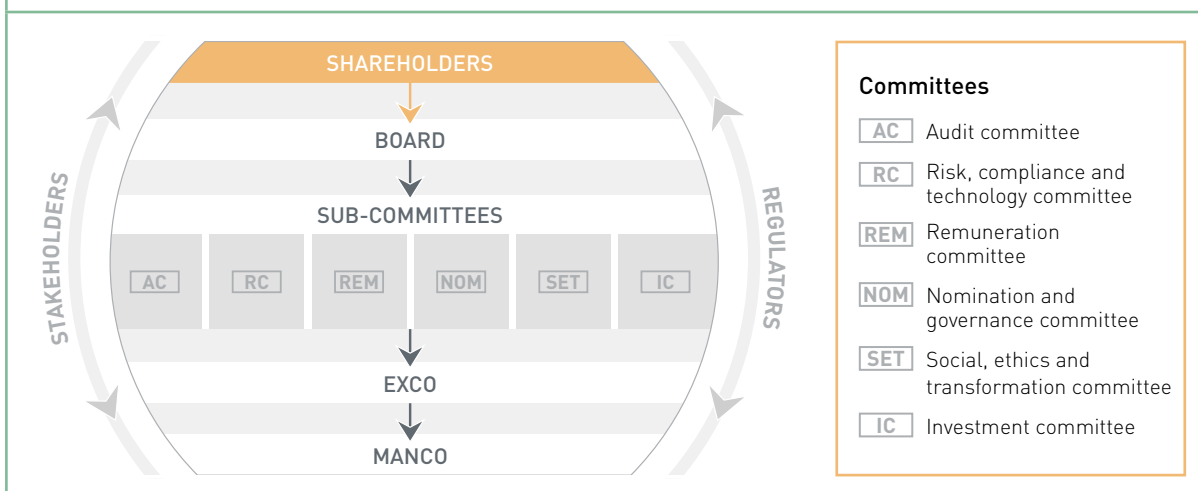 SHAREHOLDERS
BOARD
SUB-COMMITTEES
AC
RC
REM
NOM
SET
IC
EXCO
MANCO
STAKEHOLDERS
REGULATORS
Committees
AC Audit committee
RC Risk, compliance and
technology committee
REM Remuneration
committee
NOM Nomination and
governance committee
SET Social, ethics and
transformation committee
IC Investment committee